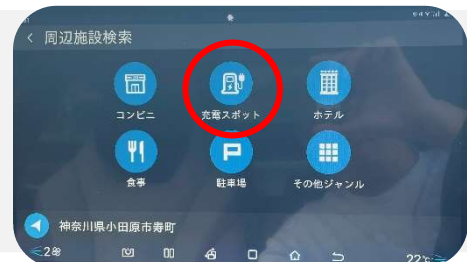 < 周辺施設検索
コンビニ
充電スポット
ホテル
食事
駐車場
その他ジャンル
神奈川県小田原市寿町
22